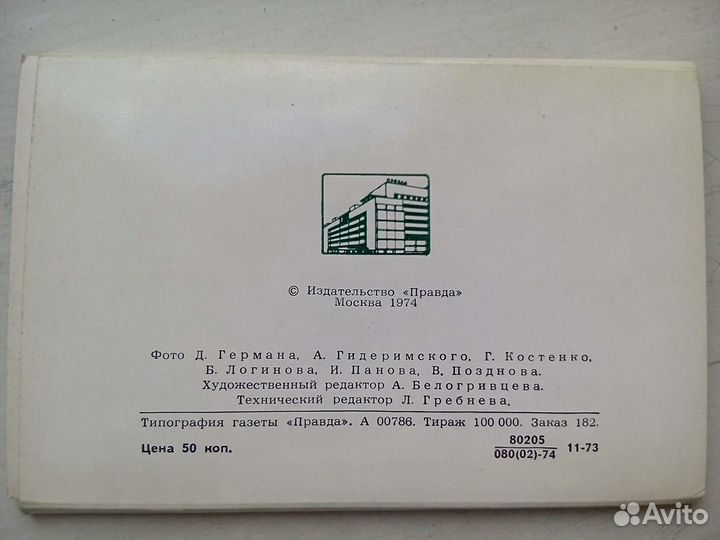 ПРАВДА
© Издательство «Правда»
Москва 1974
Фото Д. Германа, А. Гидеримского, Г. Костенко,
Б. Логинова, И. Панова, В. Позднова.
Художественный редактор А. Белогривцева.
Технический редактор Л. Гребнева.
Типография газеты «Правда». А 00786. Тираж 100 000. Заказ 182.
Цена 50 коп. 80205 11-73
080(02)-74
Avito